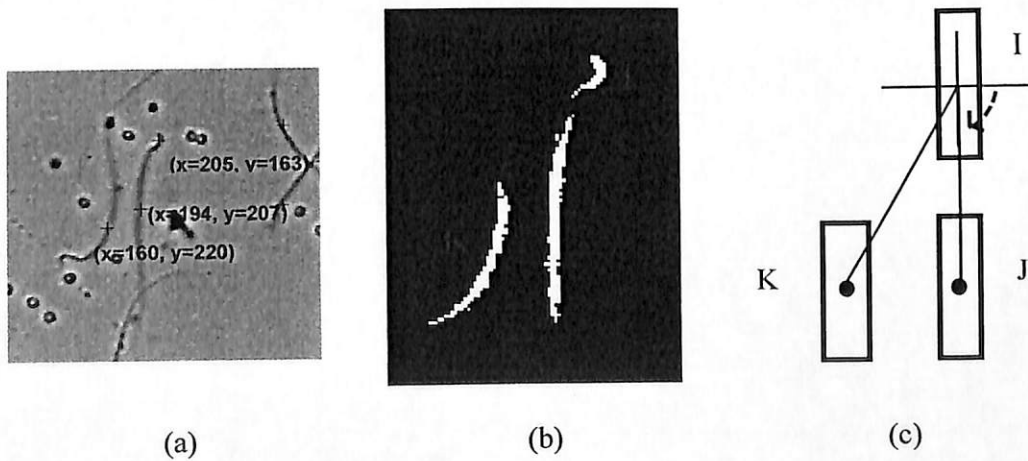 (x=205, y=163)
(x=194, y=207)
(x=160, y=220)
(a)
(b)
I
K
J
(c)